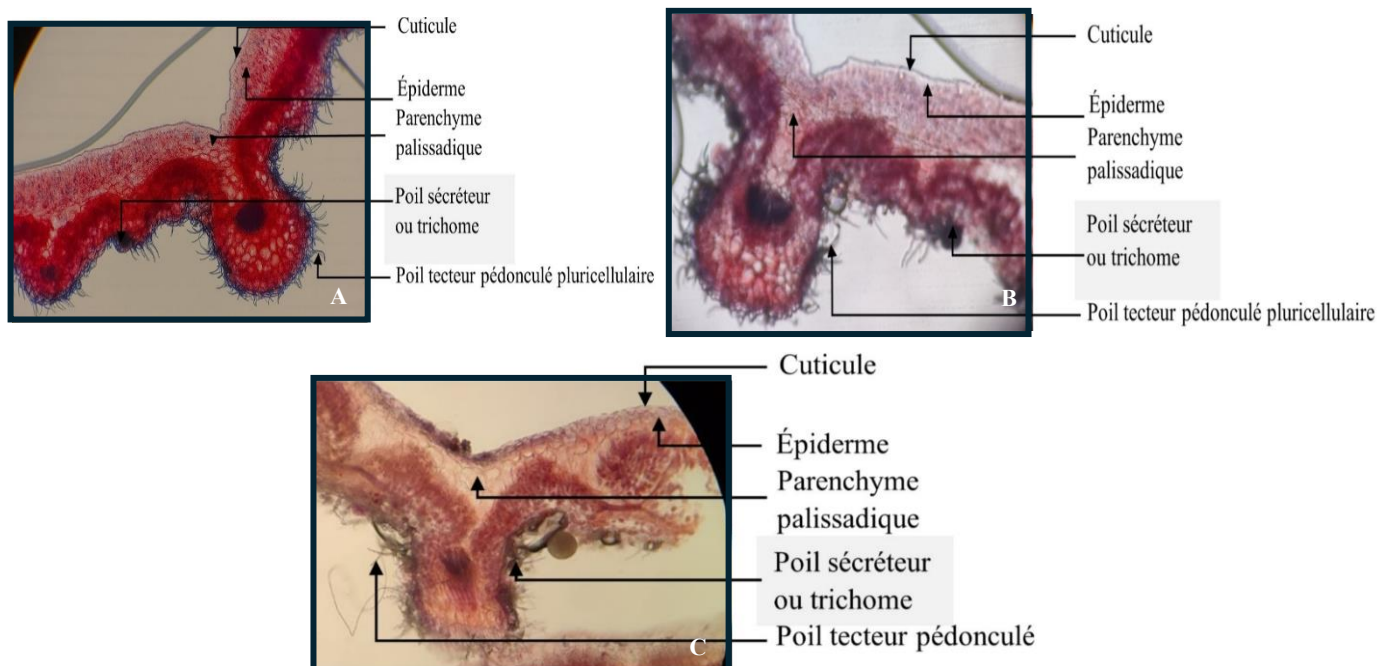 Cuticule
Épiderme
Parenchyme
palissadique
Poil sécréteur
ou trichome
Poil tecteur pédonculé pluricellulaire
A
Cuticule
Épiderme
Parenchyme
palissadique
Poil sécréteur
ou trichome
Poil tecteur pédonculé pluricellulaire
B
Cuticule
Épiderme
Parenchyme
palissadique
Poil sécréteur
ou trichome
Poil tecteur pédonculé
C